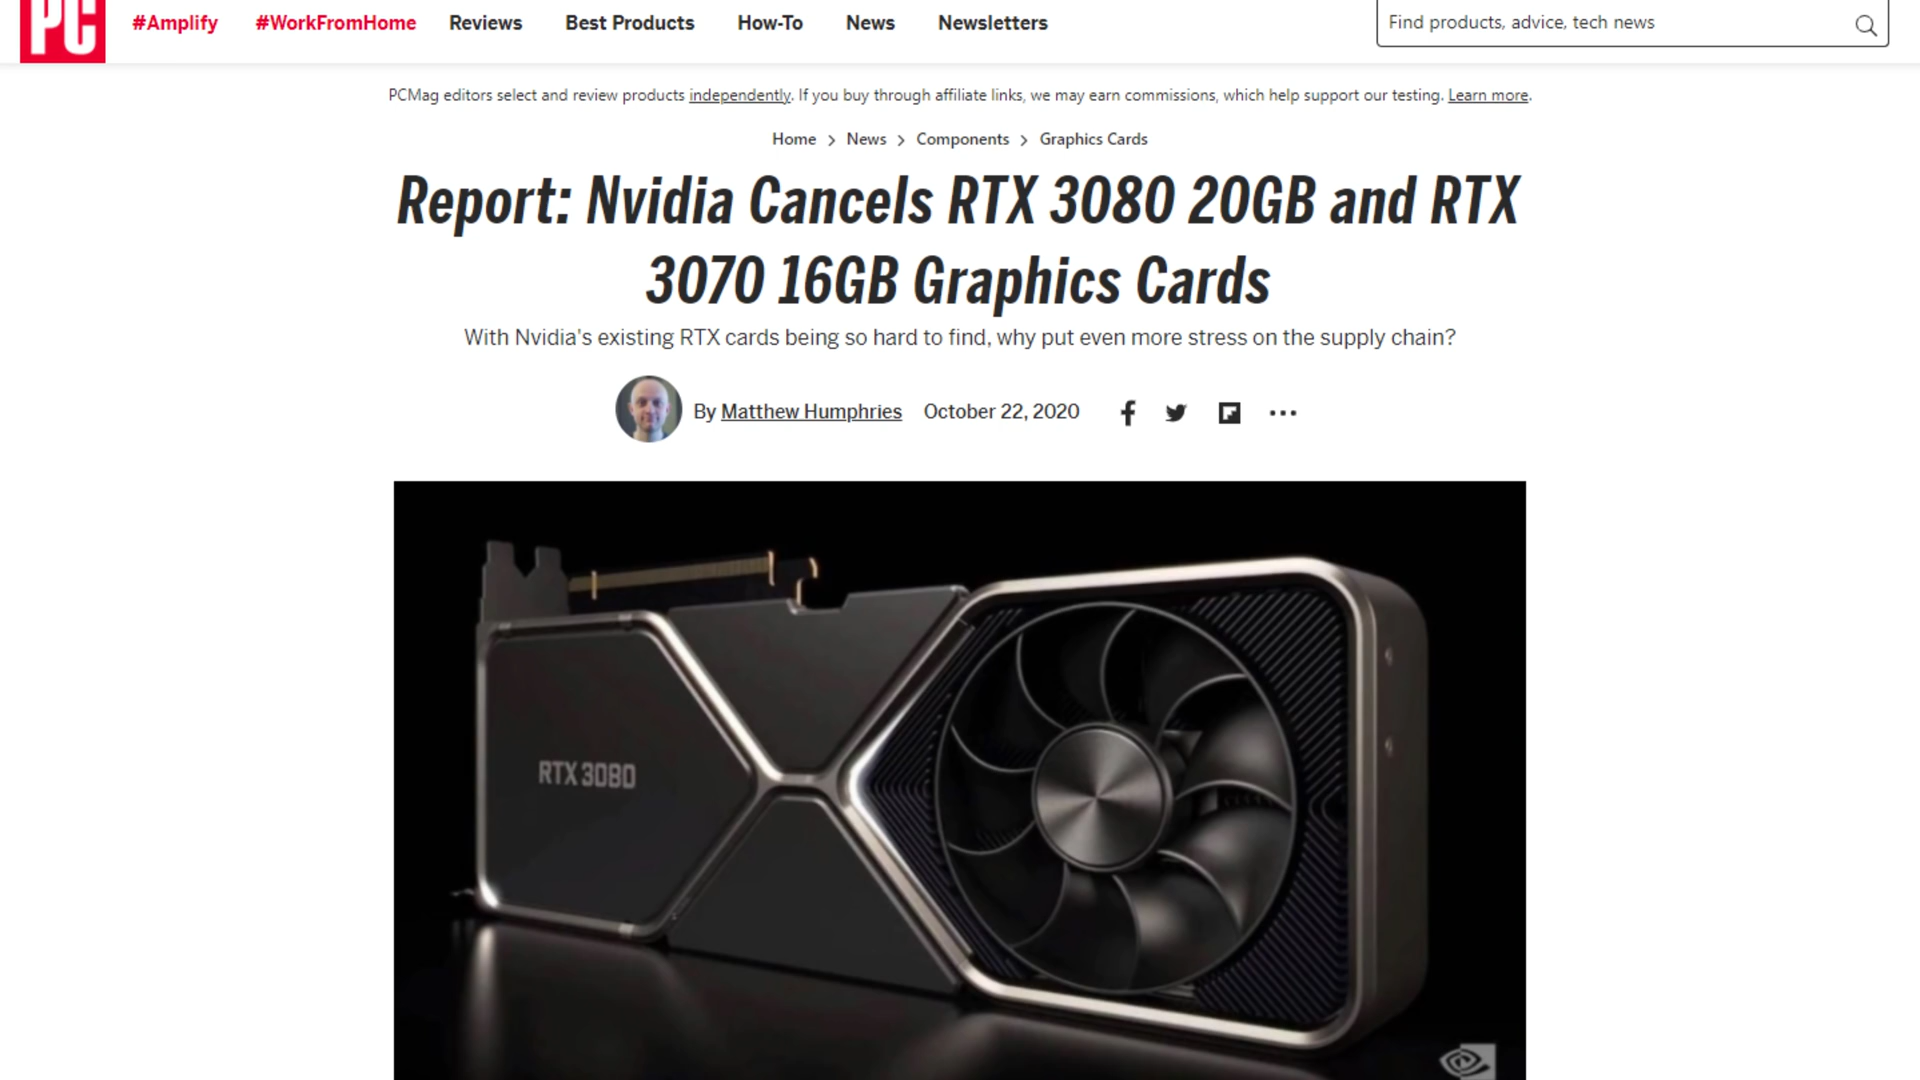 PC
#Amplify #WorkFromHome Reviews Best Products How-To News Newsletters Find products, advice, tech news
PCMag editors select and review products independently. If you buy through affiliate links, we may earn commissions, which help support our testing. Learn more.
Home > News > Components > Graphics Cards
Report: Nvidia Cancels RTX 3080 20GB and RTX
3070 16GB Graphics Cards
With Nvidia's existing RTX cards being so hard to find, why put even more stress on the supply chain?
By Matthew Humphries October 22, 2020
RTX 3080